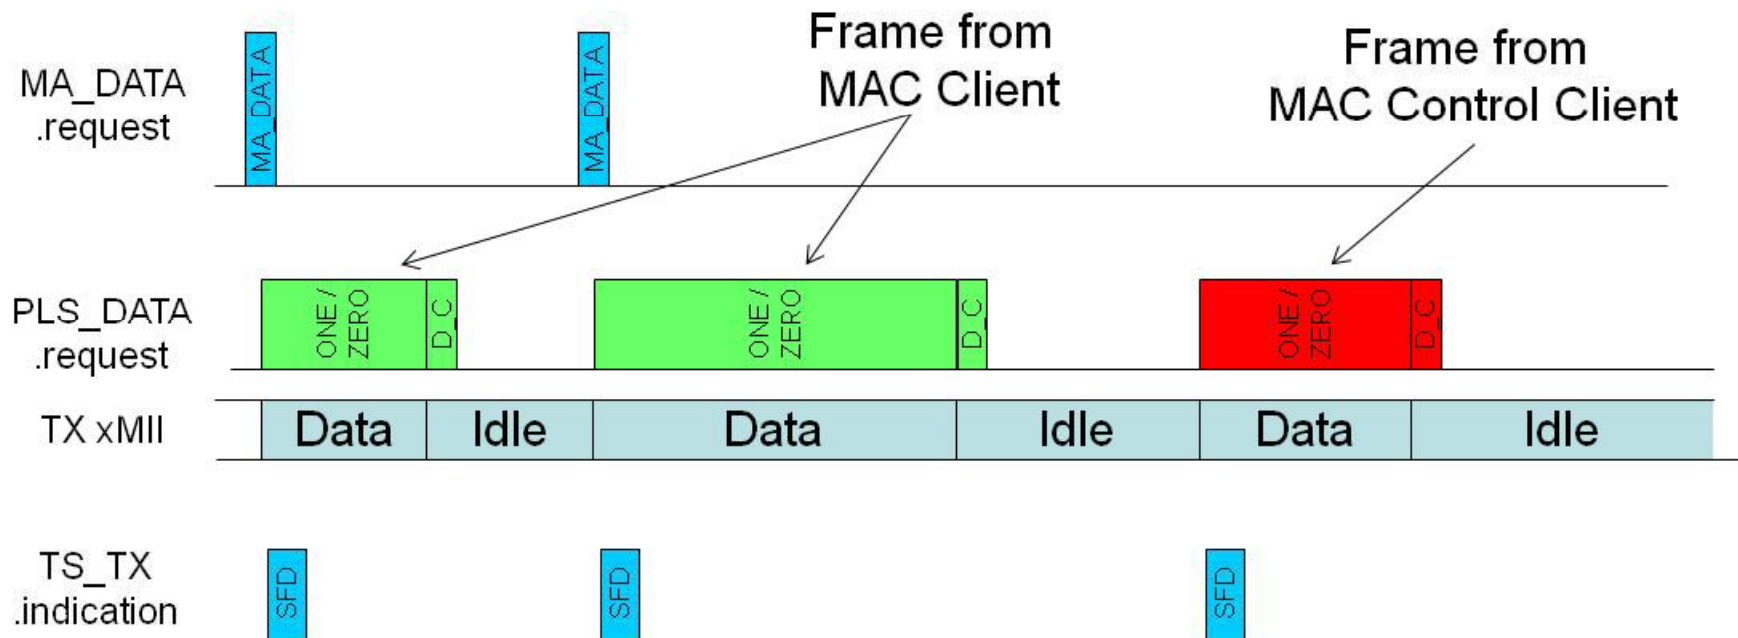 MA_DATA
.request
MA_DATA
MA_DATA
Frame from
MAC Client
Frame from
MAC Control Client
PLS_DATA
.request
ONE /
ZERO
D_C
ONE /
ZERO
D_C
ONE /
ZERO
D_C
TX xMII
Data
Idle
Data
Idle
Data
Idle
TS_TX
.indication
SFD
SFD
SFD